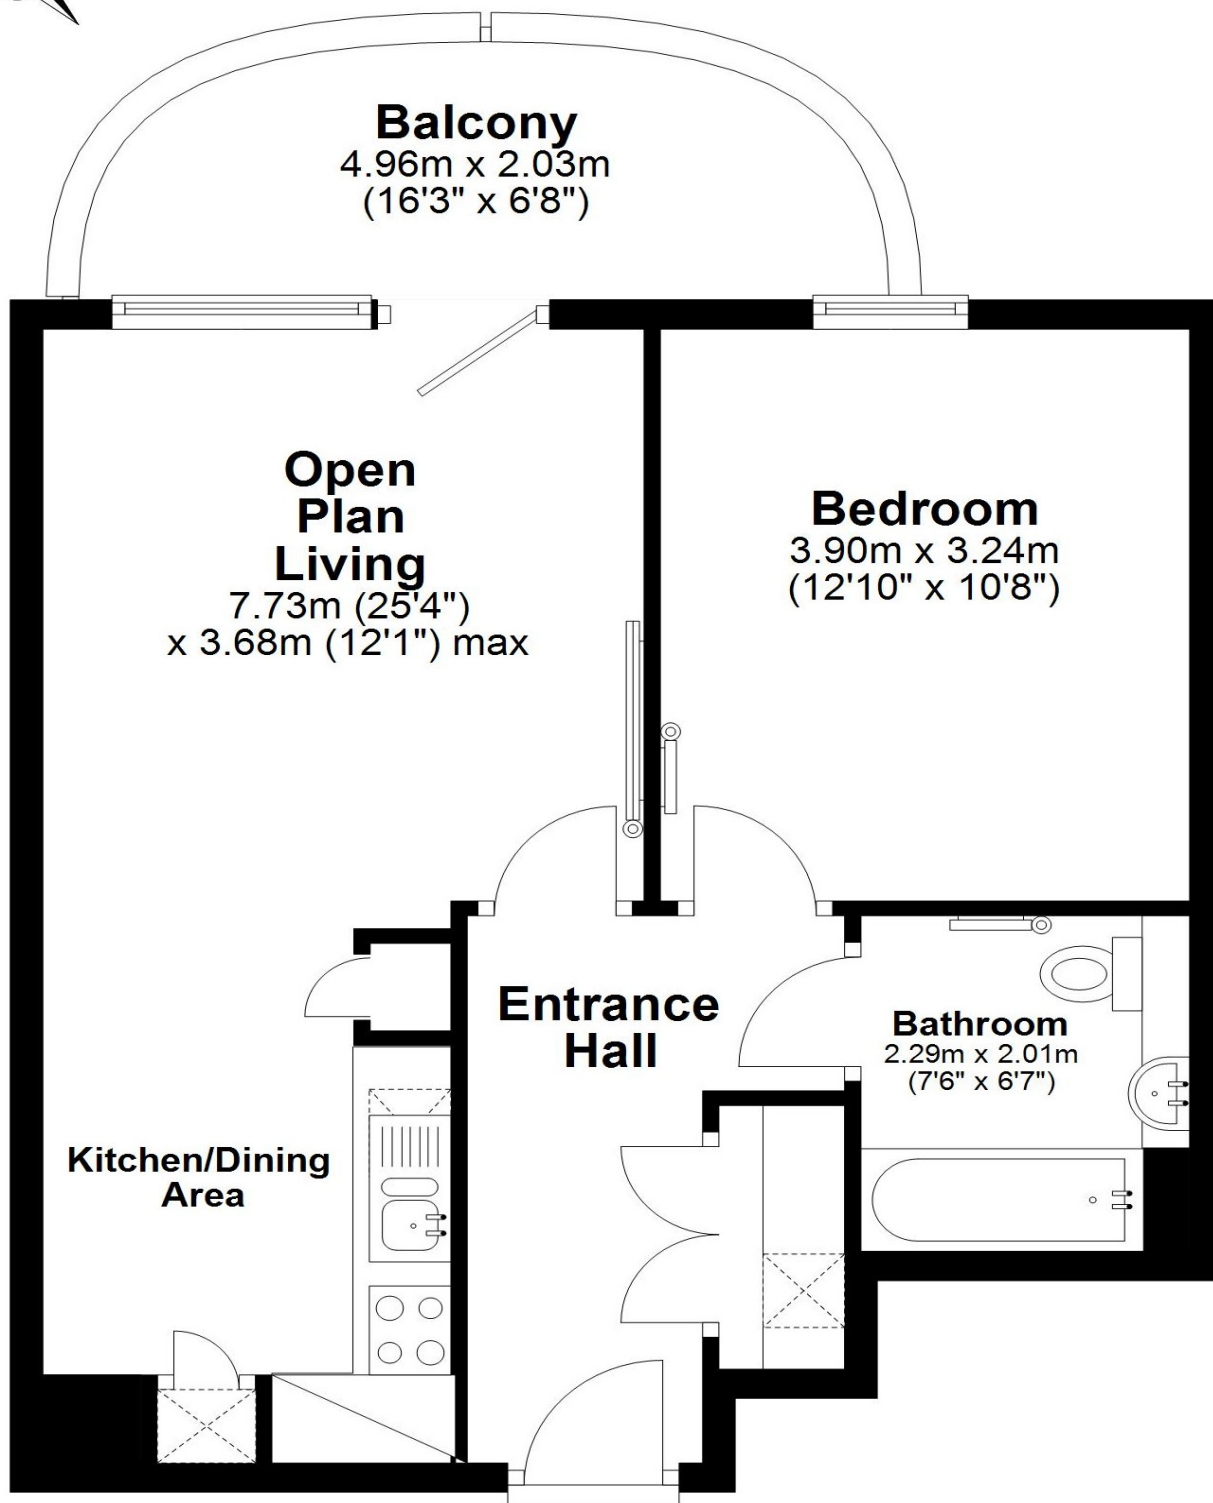 Balcony
4.96m x 2.03m
(16'3" x 6'8")
Open
Plan
Living
7.73m (25'4")
x 3.68m (12'1") max
Bedroom
3.90m x 3.24m
(12'10" x 10'8")
Entrance
Hall
Bathroom
2.29m x 2.01m
(7'6" x 6'7")
Kitchen/Dining
Area